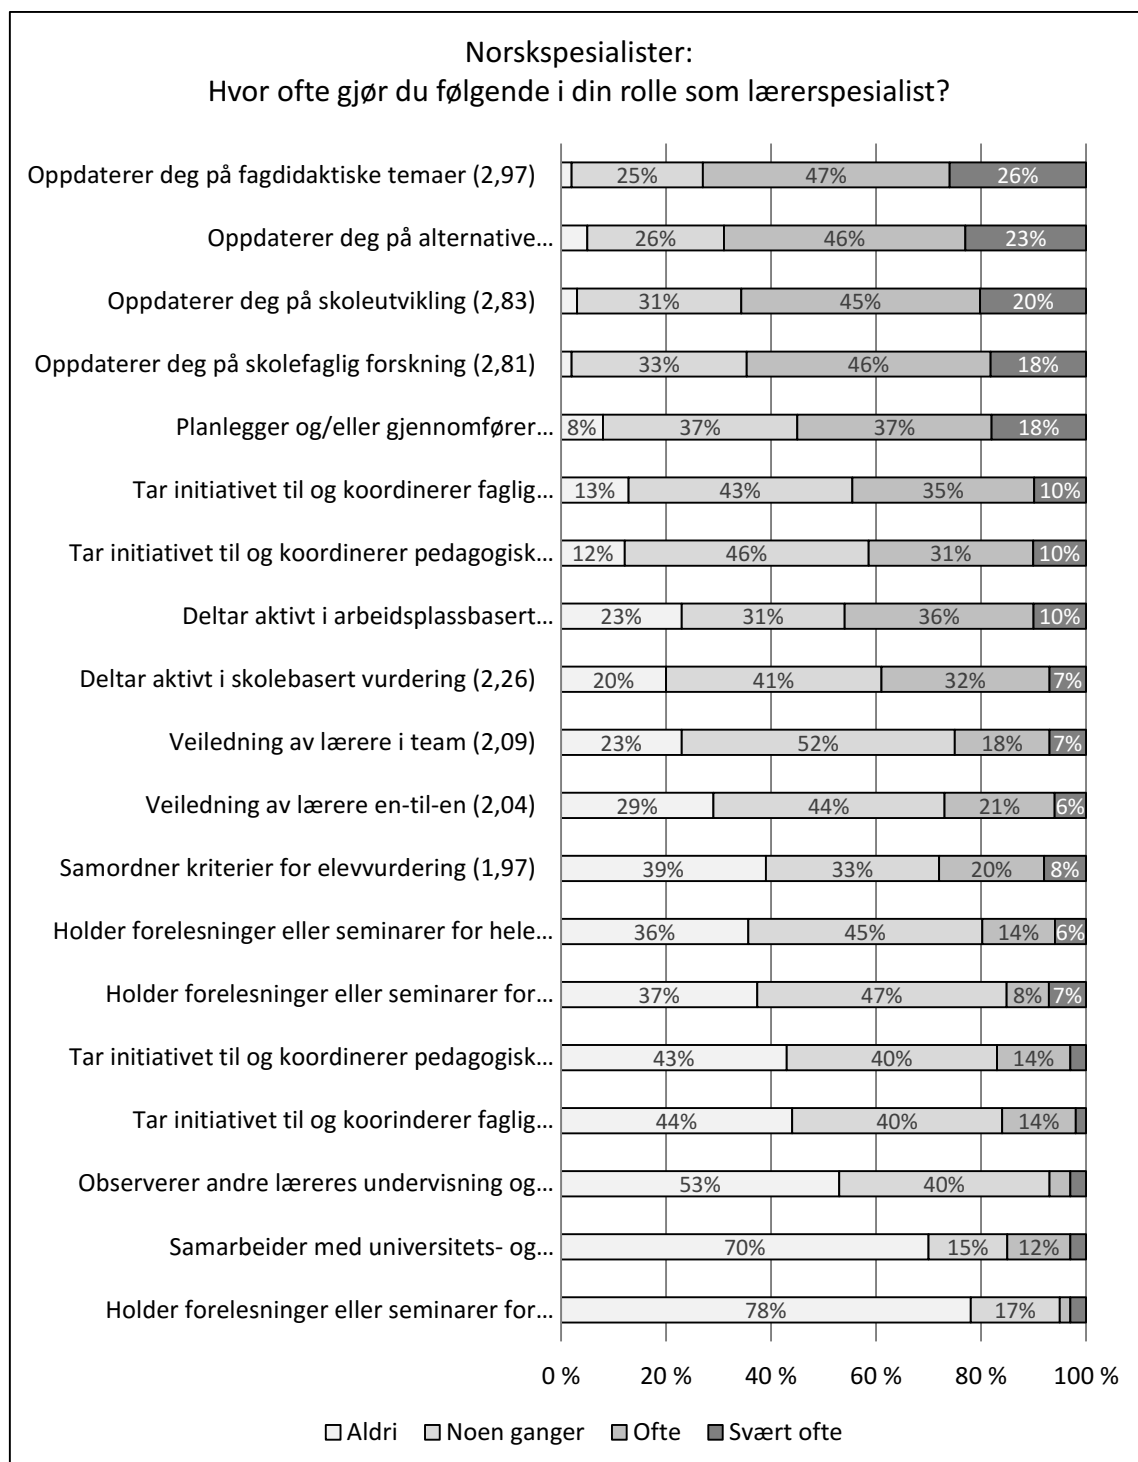 Norskspesialister:
Hvor ofte gjør du følgende i din rolle som lærerspesialist?
Oppdaterer deg på fagdidaktiske temaer (2,97) 25% 47% 26%
Oppdaterer deg på alternative... 26% 46% 23%
Oppdaterer deg på skoleutvikling (2,83) 31% 45% 20%
Oppdaterer deg på skolefaglig forskning (2,81) 33% 46% 18%
Planlegger og/eller gjennomfører... 8% 37% 37% 18%
Tar initiativet til og koordinerer faglig... 13% 43% 35% 10%
Tar initiativet til og koordinerer pedagogisk... 12% 46% 31% 10%
Deltar aktivt i arbeidsplassbasert... 23% 31% 36% 10%
Deltar aktivt i skolebasert vurdering (2,26) 20% 41% 32% 7%
Veiledning av lærere i team (2,09) 23% 52% 18% 7%
Veiledning av lærere en-til-en (2,04) 29% 44% 21% 6%
Samordner kriterier for elevvurdering (1,97) 39% 33% 20% 8%
Holder forelesninger eller seminarer for hele... 36% 45% 14% 6%
Holder forelesninger eller seminarer for... 37% 47% 8% 7%
Tar initiativet til og koordinerer pedagogisk... 43% 40% 14%
Tar initiativet til og koorinderer faglig... 44% 40% 14%
Observerer andre læreres undervisning og... 53% 40%
Samarbeider med universitets- og... 70% 15% 12%
Holder forelesninger eller seminarer for... 78% 17%
0 % 20 % 40 % 60 % 80 % 100 %
Aldri Noen ganger Ofte Svært ofte